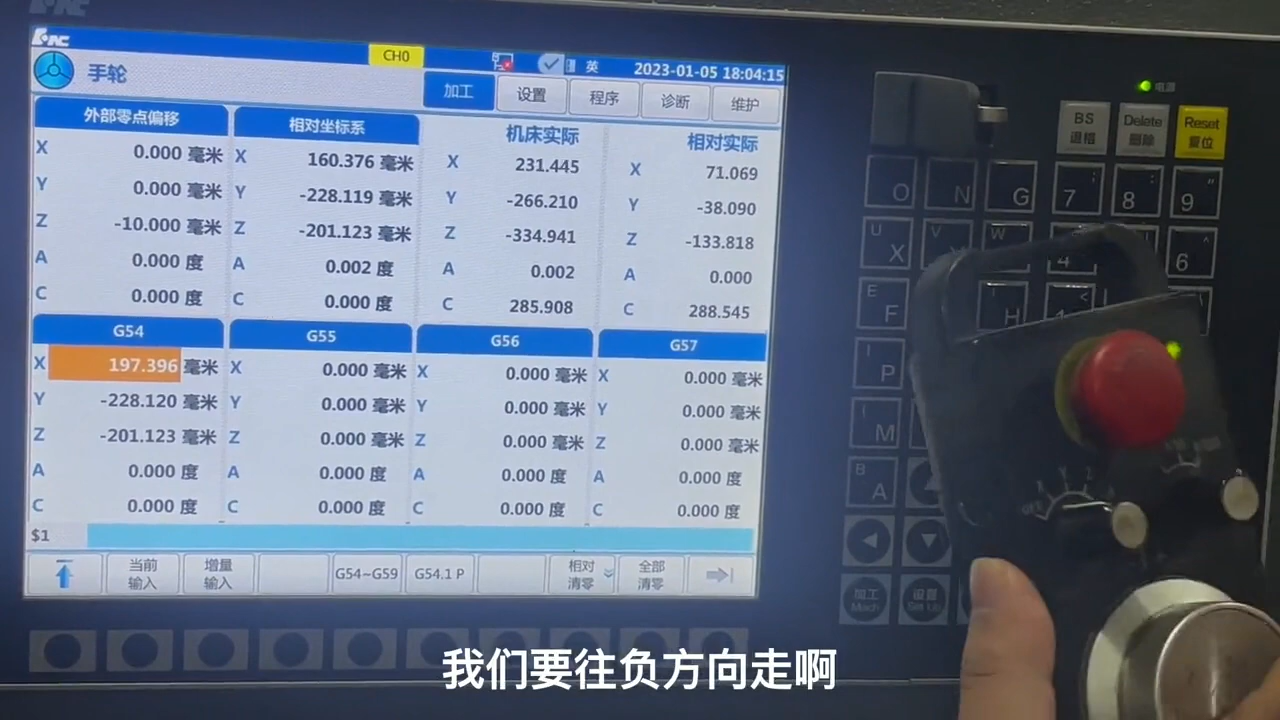 CH0
英
2023-01-05 18:04:15
手轮
加工
设置
程序
诊断
维护
外部零点偏移
X 0.000 毫米
Y 0.000 毫米
Z -10.000 毫米
A 0.000 度
C 0.000 度
相对坐标系
X 160.376 毫米
Y -228.119 毫米
Z -201.123 毫米
A 0.002 度
C 0.000 度
机床实际
X 231.445
Y -266.210
Z -334.941
A 0.002
C 285.908
相对实际
X 71.069
Y -38.090
Z -133.818
A 0.000
C 288.545
G54
X 197.396 毫米
Y -228.120 毫米
Z -201.123 毫米
A 0.000 度
C 0.000 度
G55
X 0.000 毫米
Y 0.000 毫米
Z 0.000 毫米
A 0.000 度
C 0.000 度
G56
X 0.000 毫米
Y 0.000 毫米
Z 0.000 毫米
A 0.000 度
C 0.000 度
G57
X 0.000 毫米
Y 0.000 毫米
Z 0.000 毫米
A 0.000 度
C 0.000 度
$1
当前
输入
增量
输入
G54~G59
G54.1 P
相对
清零
全部
清零
电源
BS
退格
Delete
删除
Reset
复位
O
N
G
7
8
9
U X
V
W
4
6
E F
H
P
M
B A
加工
Mach
设置
Set Up
OFF
我们要往负方向走啊